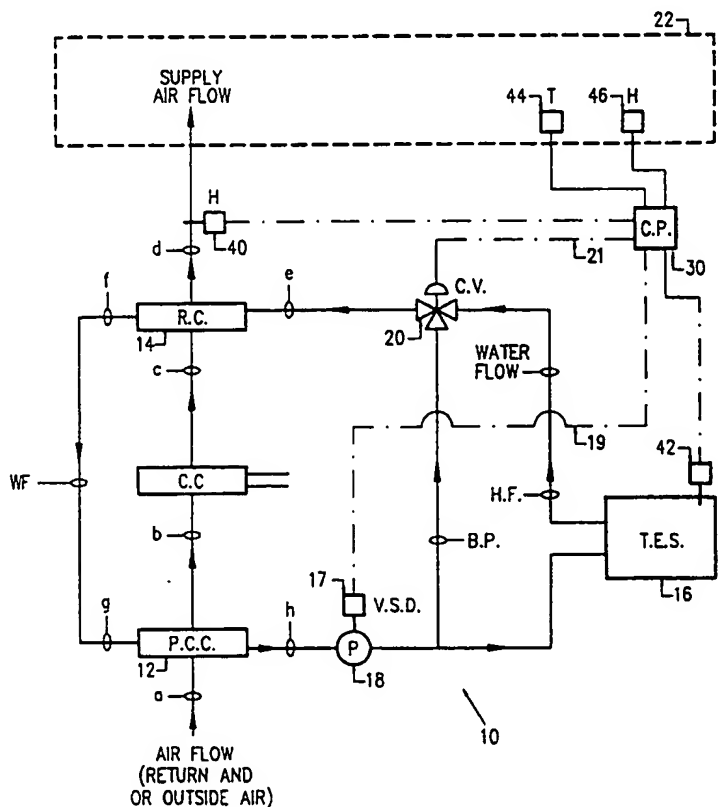 22
SUPPLY
AIR FLOW
44 T
46 H
H
40
C.P.
30
d
21
f
e
C.V.
R.C.
14
20
c
WATER
FLOW
19
42
WF
C.C
H.F.
T.E.S.
b
B.P.
16
17
V.S.D.
g
h
P.C.C.
12
P
18
a
10
AIR FLOW
(RETURN AND
OR OUTSIDE AIR)